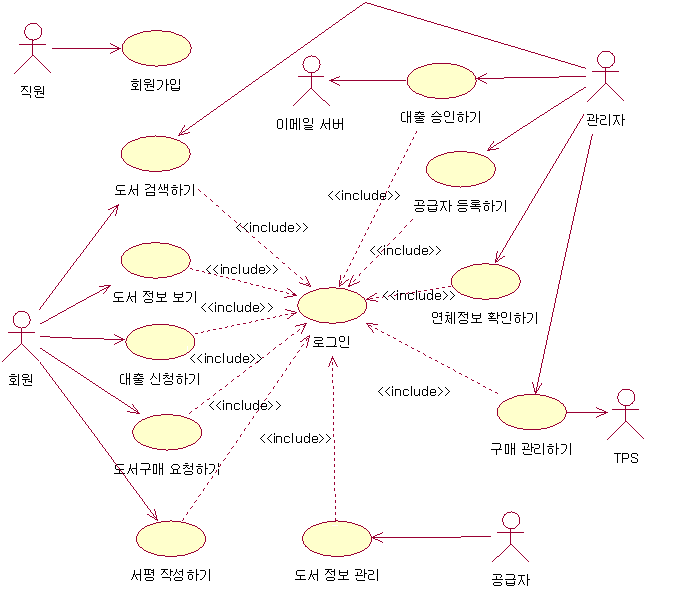 직원
회원가입
이메일 서버
대출 승인하기
관리자
도서 검색하기
<<include>>
공급자 등록하기
<<include>>
<<include>>
도서 정보 보기
<<include>>
<<include>>
연체정보 확인하기
<<include>>
로그인
회원
대출 신청하기
<<include>>
<<include>>
<<include>>
도서구매 요청하기
<<include>>
구매 관리하기
TPS
서평 작성하기
도서 정보 관리
공급자